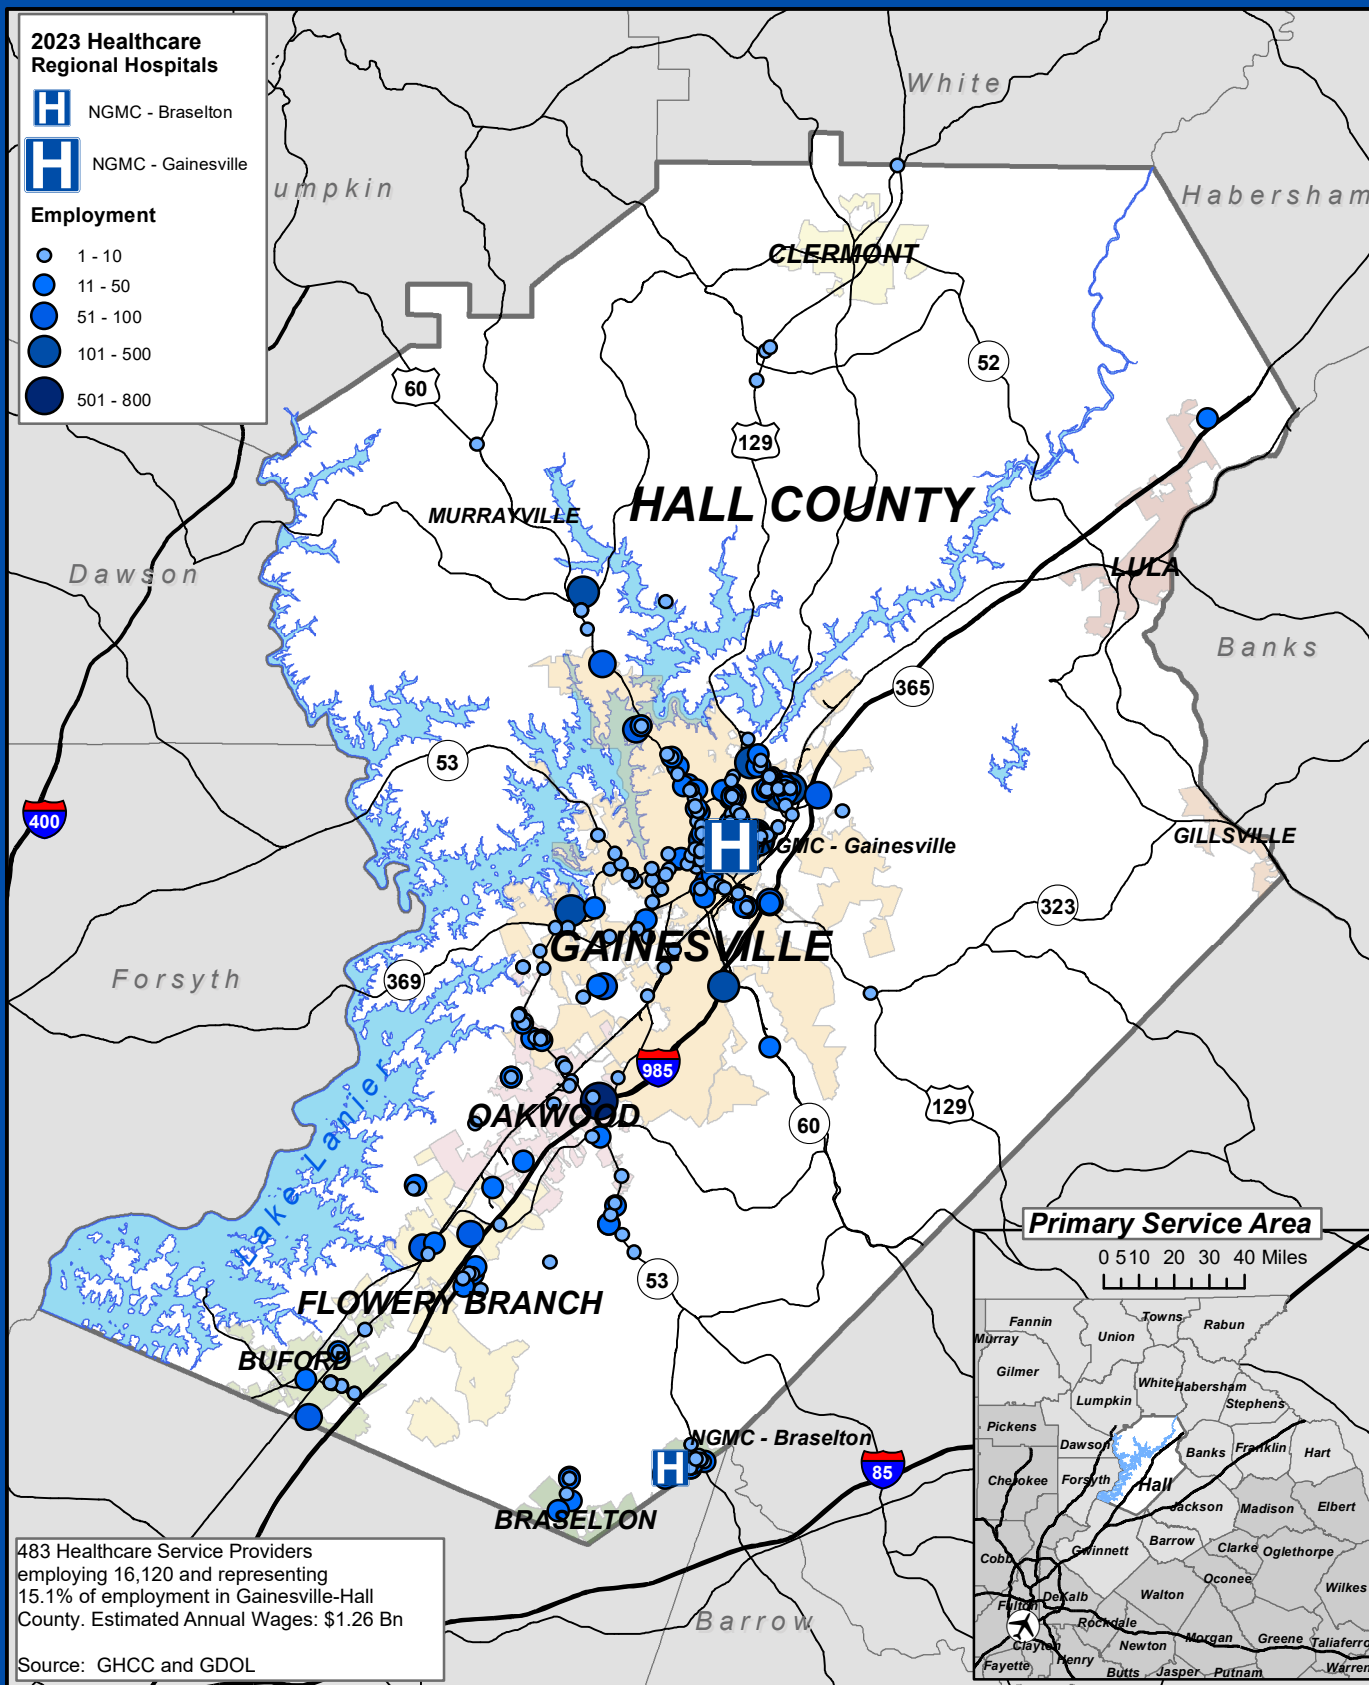 2023 Healthcare
Regional Hospitals
H NGMC - Braselton
H NGMC - Gainesville
Employment
1 - 10
11 - 50
51 - 100
101 - 500
501 - 800
White
umpkin
Habersham
CLERMONT
52
60
129
MURRAYVILLE
HALL COUNTY
Dawson
LULA
Banks
365
53
400
H NGMC - Gainesville
GILLSVILLE
323
GAINESVILLE
Forsyth
369
985
129
OAKWOOD
60
Lake Lanier
53
FLOWERY BRANCH
BUFORD
NGMC - Braselton
H
85
BRASELTON
Barrow
483 Healthcare Service Providers
employing 16,120 and representing
15.1% of employment in Gainesville-Hall
County. Estimated Annual Wages: $1.26 Bn
Source: GHCC and GDOL
Primary Service Area
0 5 10 20 30 40 Miles
Fannin
Towns
Rabun
Murray
Union
Gilmer
White
Habersham
Lumpkin
Stephens
Pickens
Dawson
Banks
Franklin
Hart
Cherokee
Forsyth
Hall
Jackson
Madison
Elbert
Gwinnett
Barrow
Clarke
Oglethorpe
Cobb
Oconee
Wilkes
DeKalb
Walton
Fulton
Rockdale
Clayton
Newton
Morgan
Greene
Taliaferro
Fayette
Henry
Butts
Jasper
Putnam
Warren